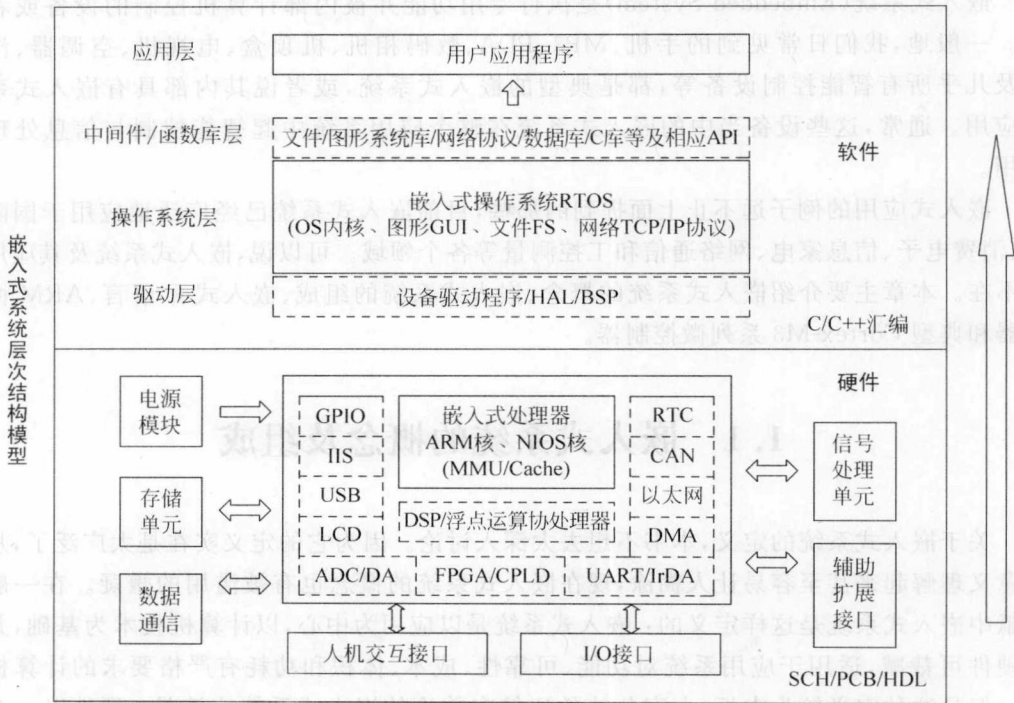 应用层
用户应用程序
中间件/函数库层
文件/图形系统库/网络协议/数据库/C库等及相应API
软件
操作系统层
嵌入式操作系统RTOS
(OS内核、图形GUI、文件FS、网络TCP/IP协议)
驱动层
设备驱动程序/HAL/BSP
C/C++汇编
嵌入式系统层次结构模型
硬件
电源
模块
存储
单元
数据
通信
GPIO
IIS
USB
LCD
ADC/DA
嵌入式处理器
ARM核、NIOS核
(MMU/Cache)
DSP/浮点运算协处理器
FPGA/CPLD
RTC
CAN
以太网
DMA
UART/IrDA
信号
处理
单元
辅助
扩展
接口
人机交互接口
I/O接口
SCH/PCB/HDL